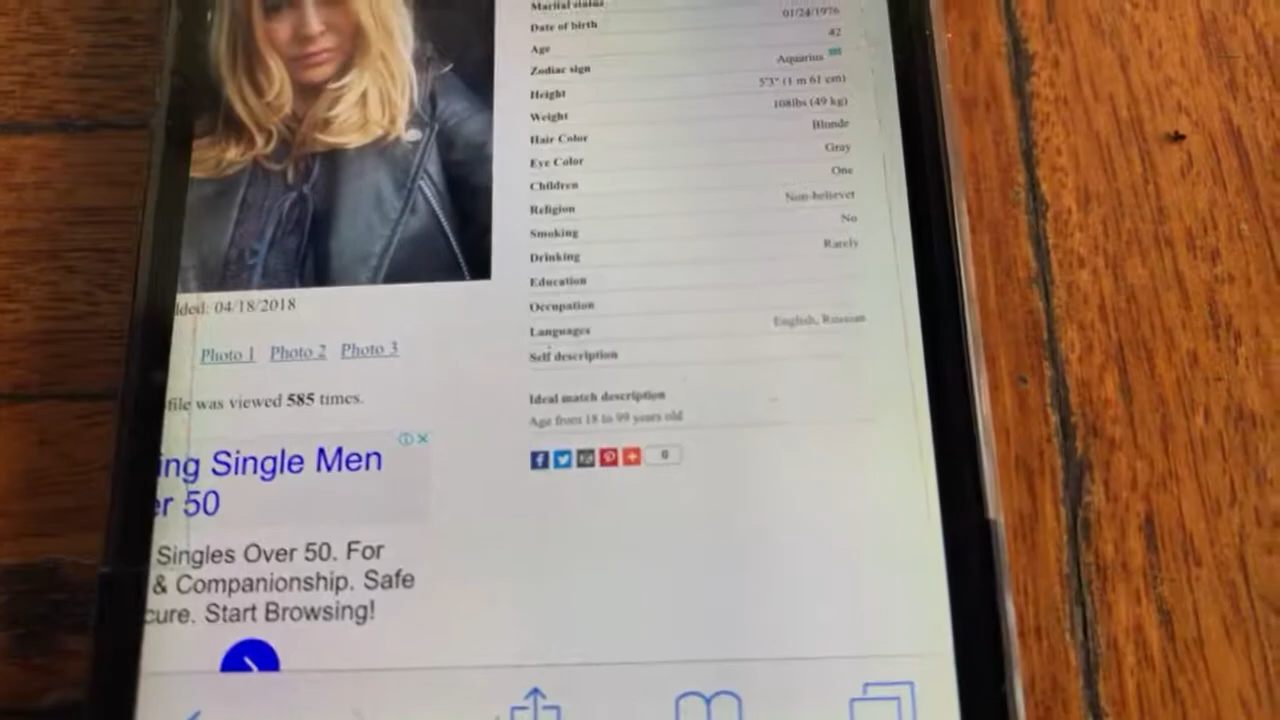 Marital status
Date of birth 01/24/1976
Age 42
Zodiac sign Aquarius
Height 5'3" (1 m 61 cm)
Weight 108lbs (49 kg)
Hair Color Blonde
Eye Color Gray
Children One
Religion Non-believer
Smoking No
Drinking Rarely
Education
Occupation
Languages English, Russian
Self description
Ideal match description
Age from 18 to 99 years old
0
dded: 04/18/2018
Photo 1 Photo 2 Photo 3
file was viewed 585 times.
ing Single Men
er 50
Singles Over 50. For
& Companionship. Safe
cure. Start Browsing!